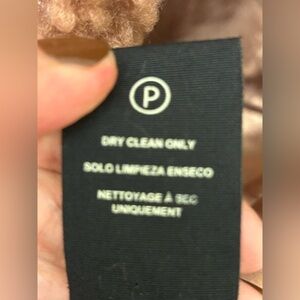 P
DRY CLEAN ONLY
SOLO LIMPIEZA ENSECO
NETTOYAGE À SEC
UNIQUEMENT